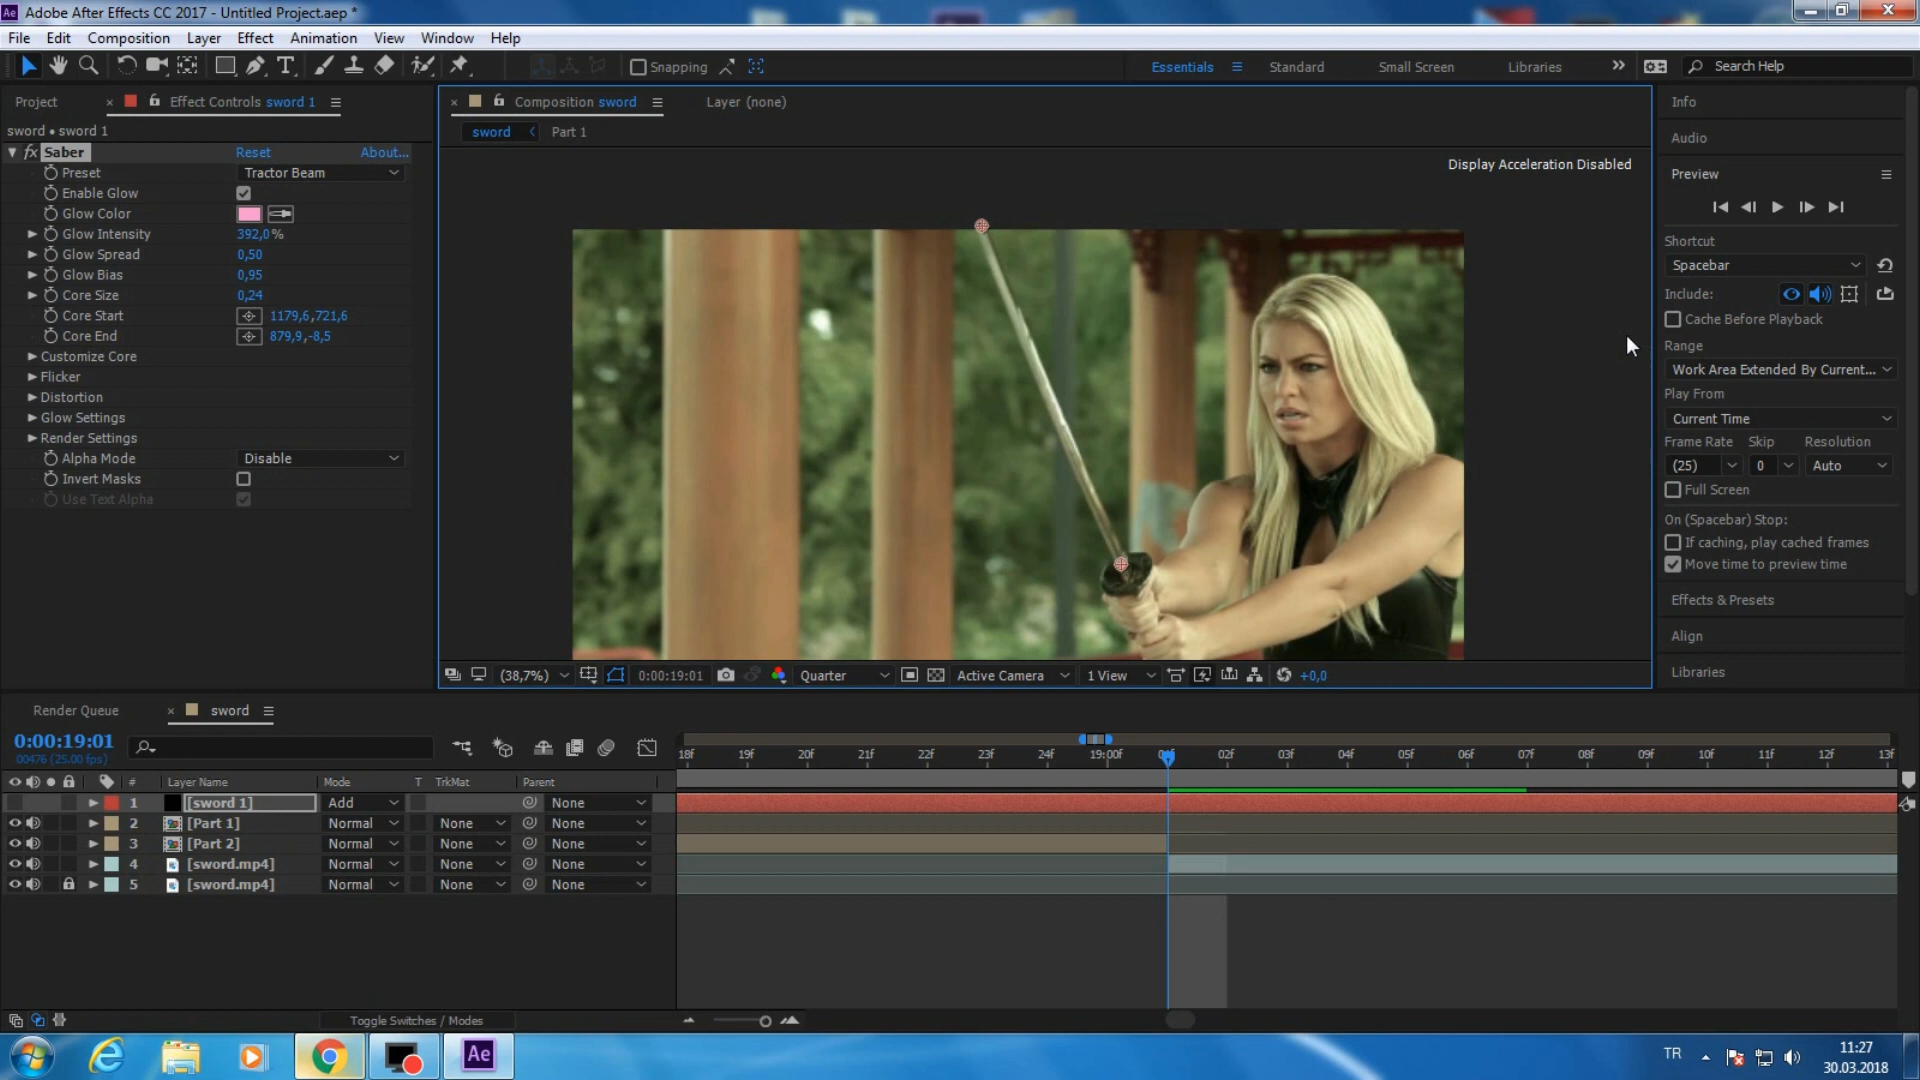 Adobe After Effects CC 2017 - Untitled Project.aep *
File Edit Composition Layer Effect Animation View Window Help
Snapping
Essentials Standard Small Screen Libraries
Search Help
Project Effect Controls sword 1
Composition sword Layer (none)
sword • sword 1
sword Part 1
fx Saber Reset About...
Preset Tractor Beam
Enable Glow
Glow Color
Glow Intensity 392,0%
Glow Spread 0,50
Glow Bias 0,95
Core Size 0,24
Core Start 1179,6,721,6
Core End 879,9,-8,5
Customize Core
Flicker
Distortion
Glow Settings
Render Settings
Alpha Mode Disable
Invert Masks
Use Text Alpha
Display Acceleration Disabled
(38,7%) 0:00:19:01 Quarter Active Camera 1 View +0,0
Info
Audio
Preview
Shortcut
Spacebar
Include:
Cache Before Playback
Range
Work Area Extended By Current...
Play From
Current Time
Frame Rate Skip Resolution
(25) 0 Auto
Full Screen
On (Spacebar) Stop:
If caching, play cached frames
Move time to preview time
Effects & Presets
Align
Libraries
Render Queue sword
0:00:19:01
00476 (25.00 fps)
18f 19f 20f 21f 22f 23f 24f 19:00f 02f 03f 04f 05f 06f 07f 08f 09f 10f 11f 12f 13f
# Layer Name Mode T TrkMat Parent
1 [sword 1] Add None
2 [Part 1] Normal None None
3 [Part 2] Normal None None
4 [sword.mp4] Normal None None
5 [sword.mp4] Normal None None
Toggle Switches / Modes
TR
11:27
30.03.2018